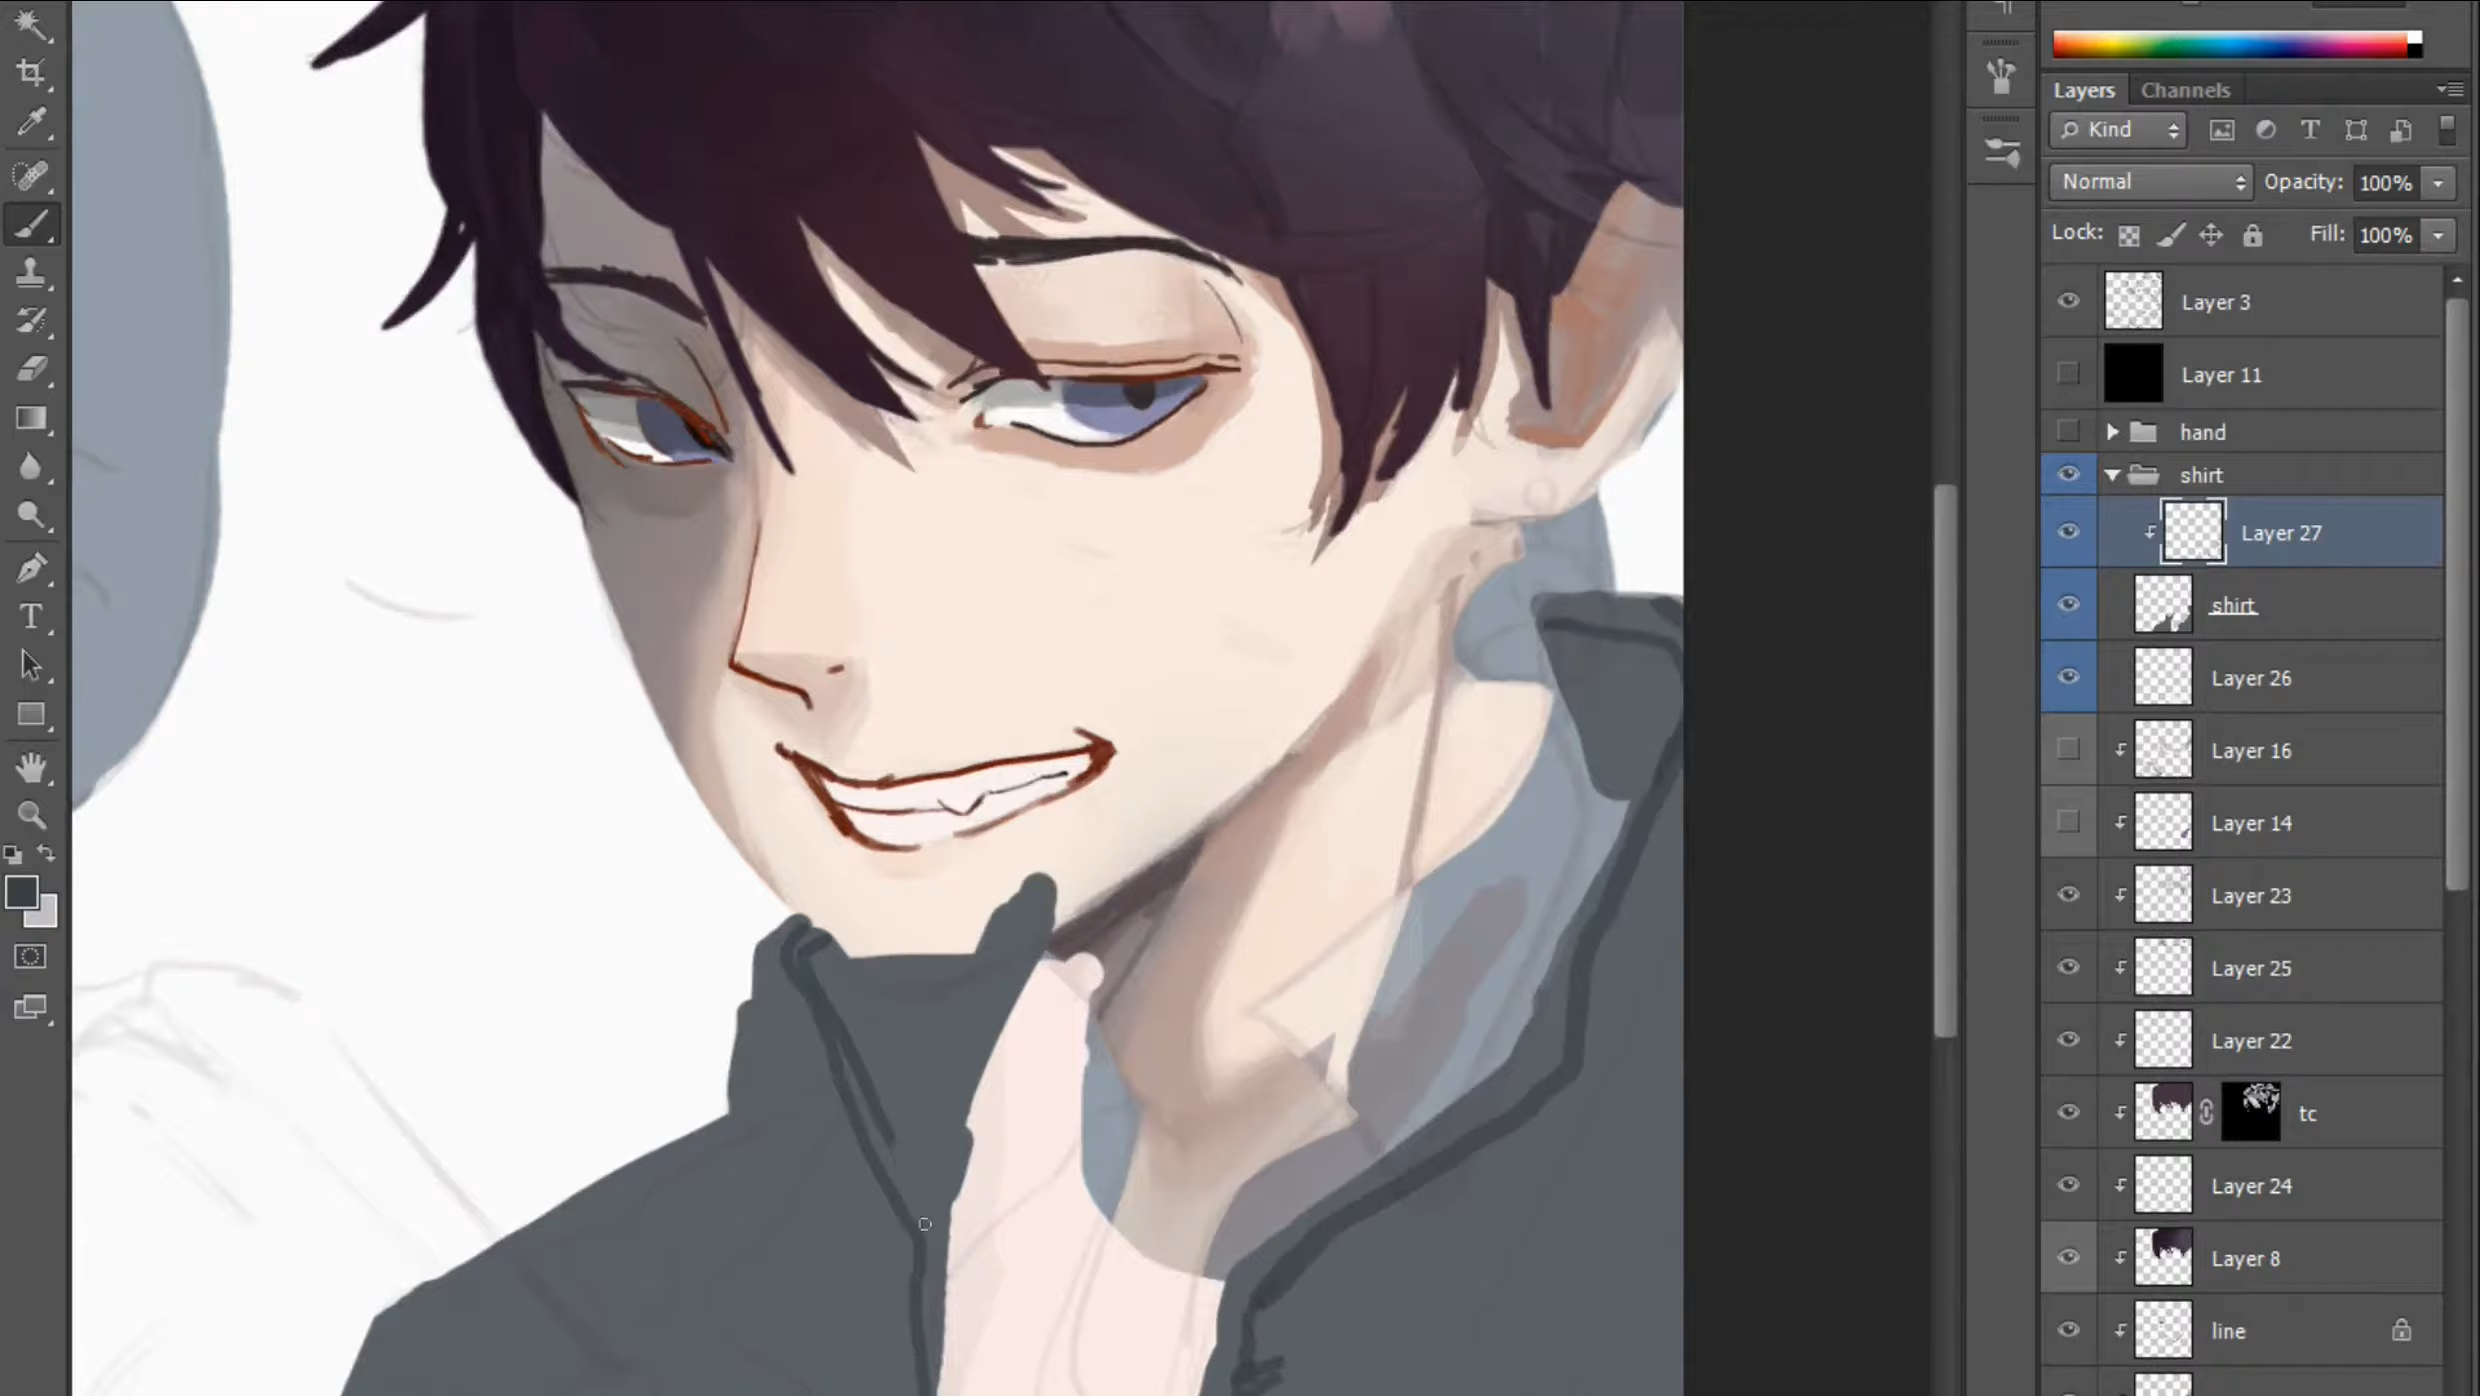 Layers Channels
Kind
Normal Opacity: 100%
Lock: Fill: 100%
Layer 3
Layer 11
hand
shirt
Layer 27
shirt
Layer 26
Layer 16
Layer 14
Layer 23
Layer 25
Layer 22
tc
Layer 24
Layer 8
line